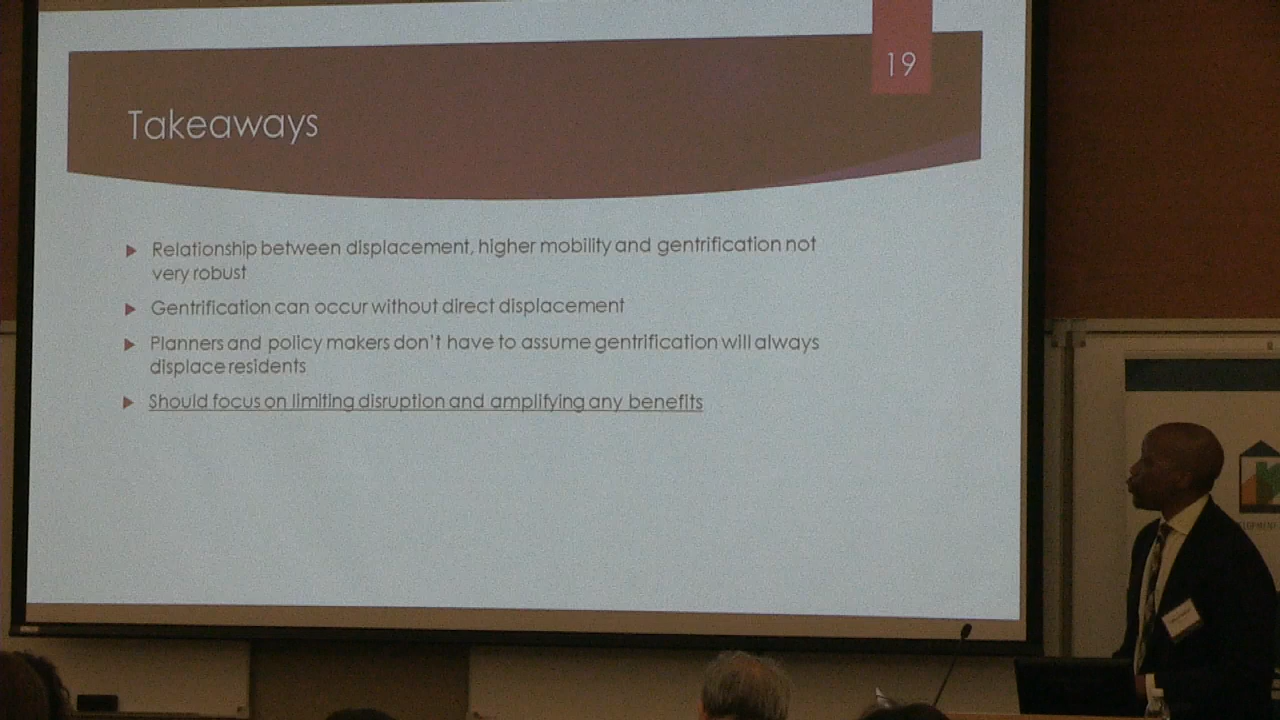 19
Takeaways
Relationship between displacement, higher mobility and gentrification not
very robust
Gentrification can occur without direct displacement
Planners and policy makers don't have to assume gentrification will always
displace residents
Should focus on limiting disruption and amplifying any benefits